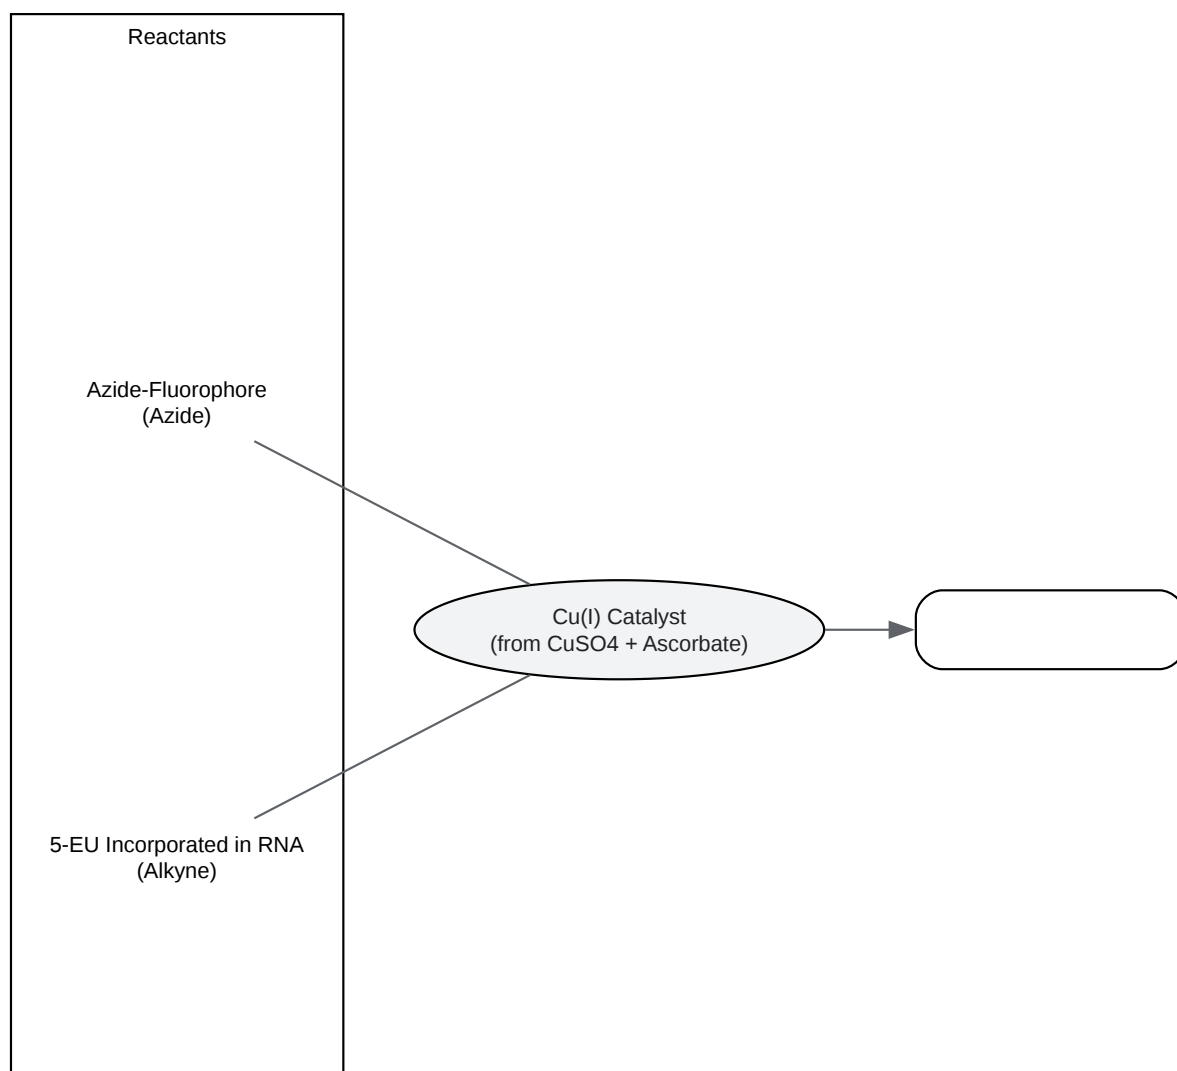 Reactants
Azide-Fluorophore
(Azide)
Cu(I) Catalyst
(from CuSO4 + Ascorbate)
5-EU Incorporated in RNA
(Alkyne)